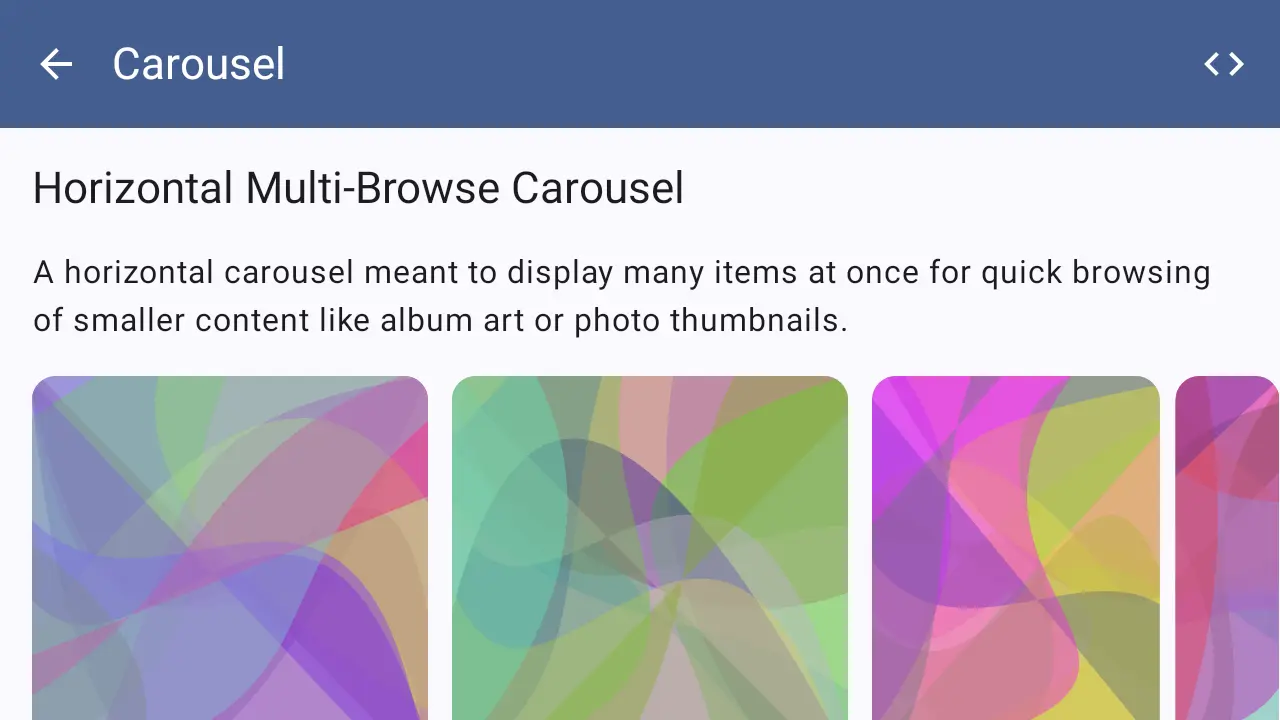 Carousel
Horizontal Multi-Browse Carousel
A horizontal carousel meant to display many items at once for quick browsing
of smaller content like album art or photo thumbnails.